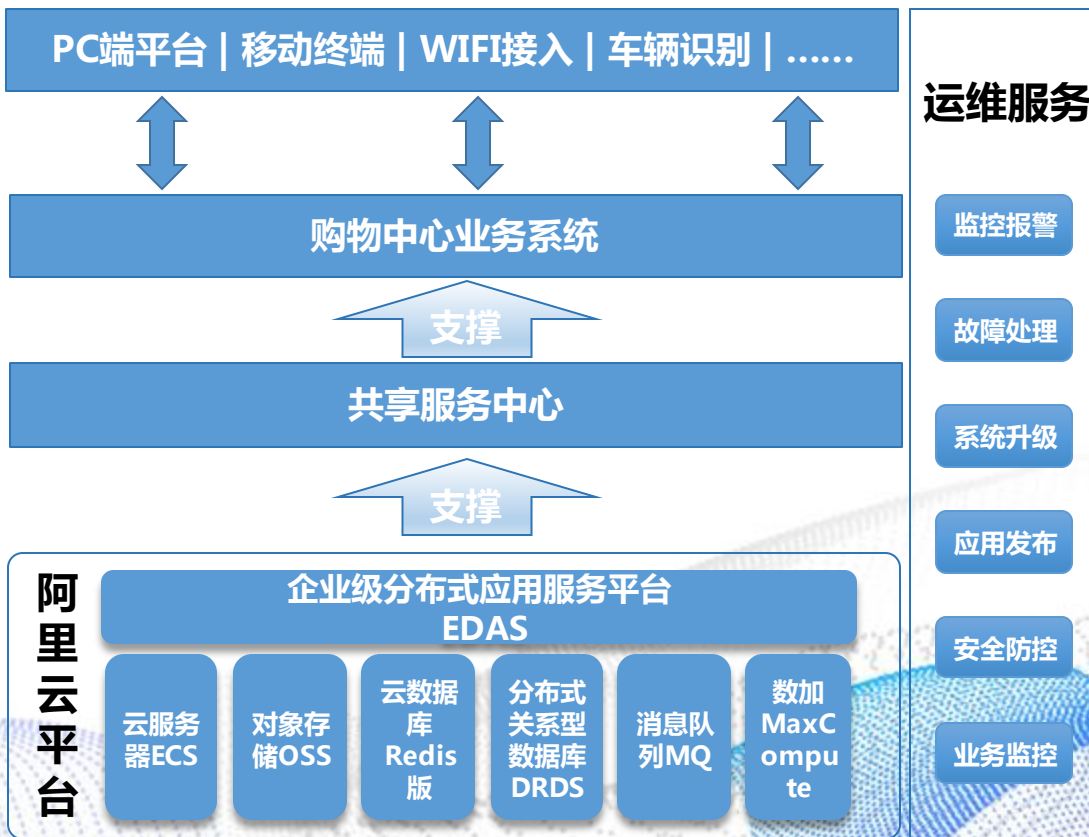 PC端平台 | 移动终端 | WIFI接入 | 车辆识别 | ……
购物中心业务系统
支撑
共享服务中心
支撑
阿
里
云
平
台
企业级分布式应用服务平台
EDAS
云服务
器ECS
对象存
储OSS
云数据
库
Redis
版
分布式
关系型
数据库
DRDS
消息队
列MQ
数加
MaxC
ompu
te
运维服务
监控报警
故障处理
系统升级
应用发布
安全防控
业务监控